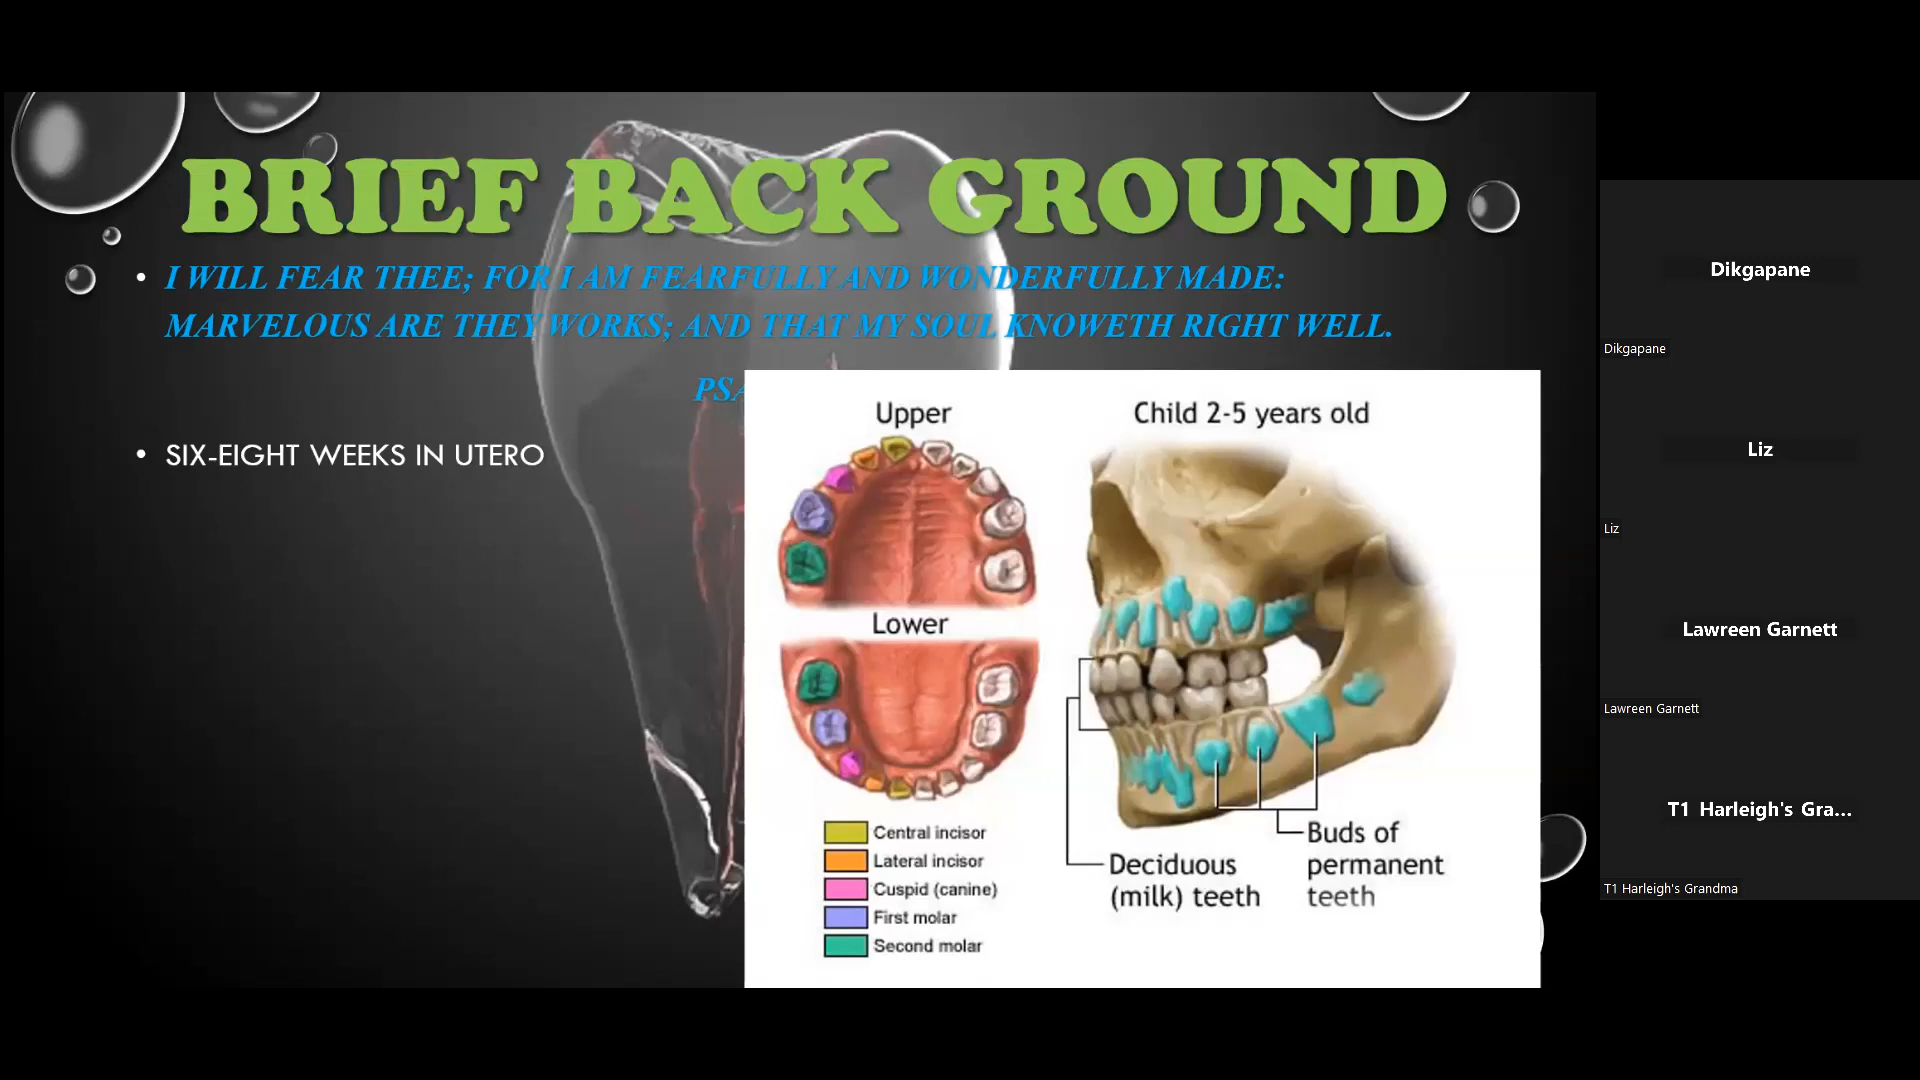 BRIEF BACK GROUND
• I WILL FEAR THEE; FOR I AM FEARFULLY AND WONDERFULLY MADE:
MARVELOUS ARE THEY WORKS; AND THAT MY SOUL KNOWETH RIGHT WELL.
• SIX-EIGHT WEEKS IN UTERO
Upper
Lower
Central incisor
Lateral incisor
Cuspid (canine)
First molar
Second molar
Child 2-5 years old
Deciduous
(milk) teeth
Buds of
permanent
teeth
Dikgapane
Dikgapane
Liz
Liz
Lawreen Garnett
Lawreen Garnett
T1 Harleigh's Gra...
T1 Harleigh's Grandma